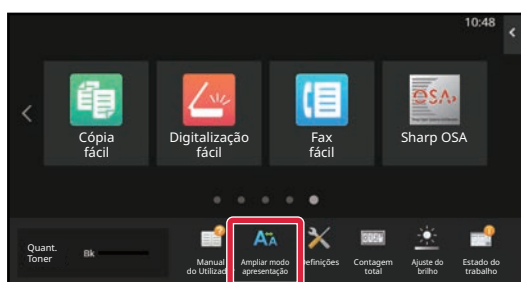 10:48
Cópia
fácil
Digitalização
fácil
Fax
fácil
Sharp OSA
Quant.
Toner
Bk
Manual
do Utilizador
Ampliar modo
apresentação
Definições
Contagem
total
Ajuste do
brilho
Estado do
trabalho